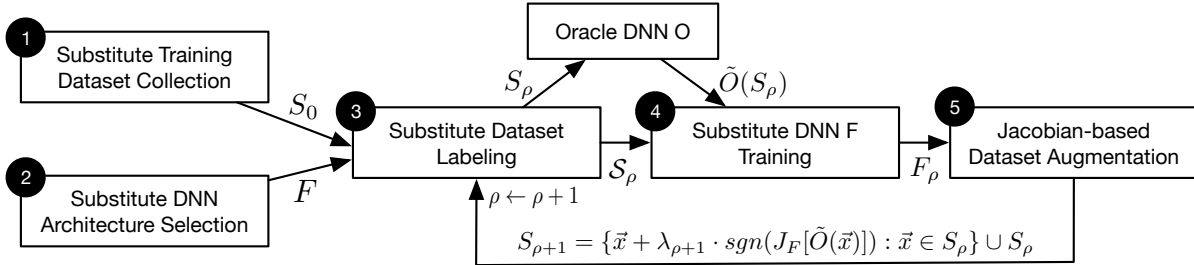 1
Substitute Training
Dataset Collection
2
Substitute DNN
Architecture Selection
S_0
F
3
Substitute Dataset
Labeling
S_ρ
Oracle DNN O
Õ(S_ρ)
𝒮_ρ
4
Substitute DNN F
Training
F_ρ
5
Jacobian-based
Dataset Augmentation
ρ ← ρ + 1
S_{ρ+1} = {x⃗ + λ_{ρ+1} · sgn(J_F[Õ(x⃗)]) : x⃗ ∈ S_ρ} ∪ S_ρ